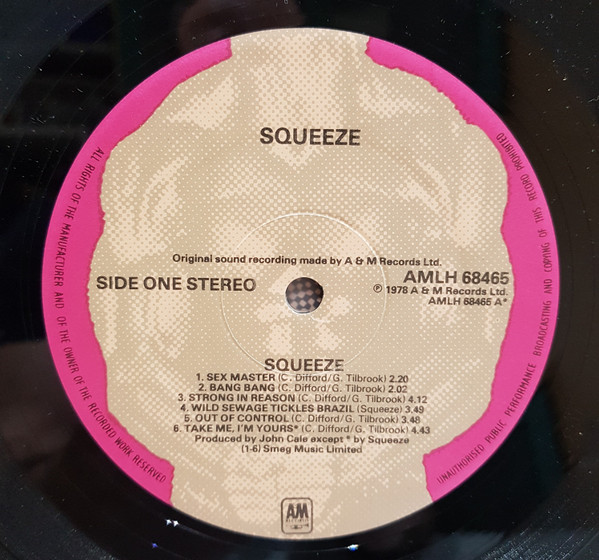 SQUEEZE
Original sound recording made by A & M Records Ltd.
SIDE ONE STEREO
AMLH 68465
℗ 1978 A & M Records Ltd.
AMLH 68465 A*
SQUEEZE
1. SEX MASTER (C. Difford/G. Tilbrook) 2.20
2. BANG BANG (C. Difford/G. Tilbrook) 2.02
3. STRONG IN REASON (C. Difford/G. Tilbrook) 4.12
4. WILD SEWAGE TICKLES BRAZIL (Squeeze) 3.49
5. OUT OF CONTROL (C. Difford/G. Tilbrook) 3.48
6. TAKE ME, I'M YOURS* (C. Difford/G. Tilbrook) 4.43
Produced by John Cale except * by Squeeze
(1-6) Smeg Music Limited
AM
ALL RIGHTS OF THE MANUFACTURER AND OF THE OWNER OF THE RECORDED WORK RESERVED
UNAUTHORISED PUBLIC PERFORMANCE BROADCASTING AND COPYING OF THIS RECORD PROHIBITED